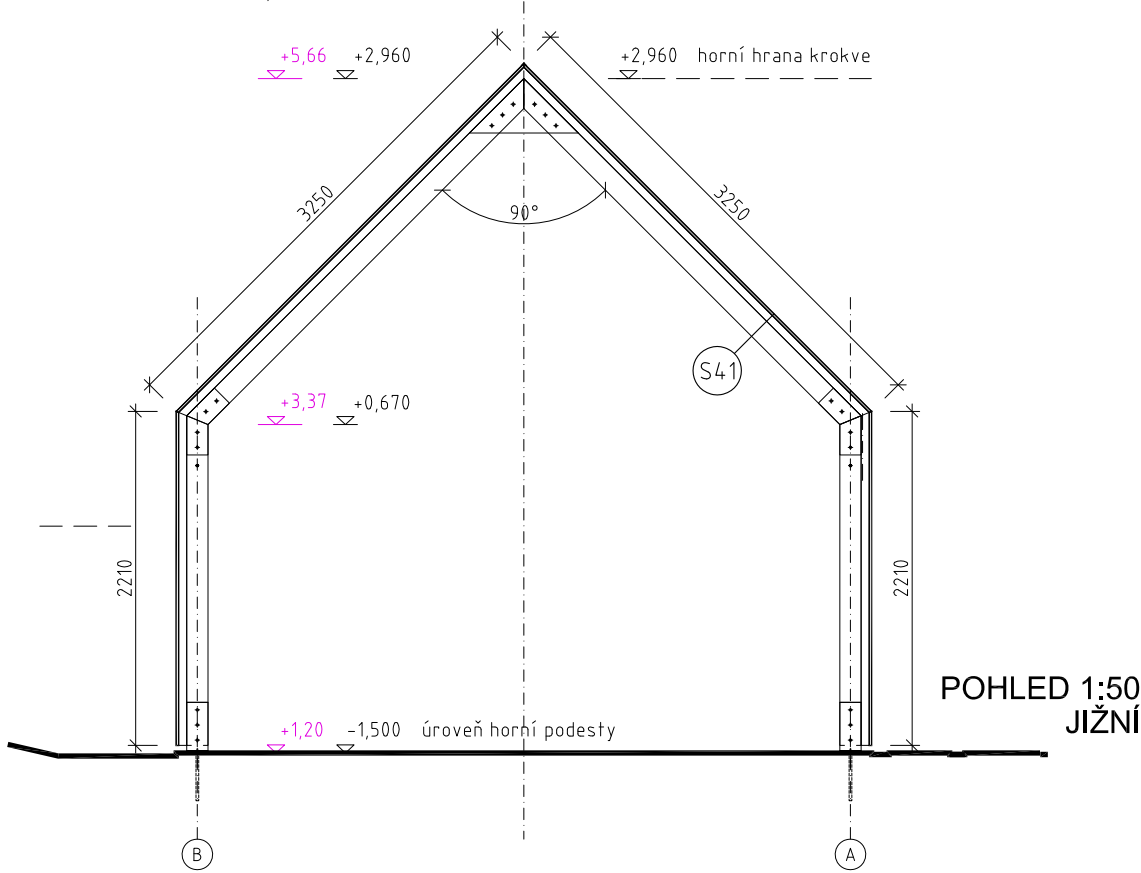 +5,66 +2,960
+2,960 horní hrana krokve
3250
3250
90°
S41
+3,37 +0,670
2210
2210
POHLED 1:50
JIŽNÍ
+1,20 -1,500 úroveň horní podesty
B
A